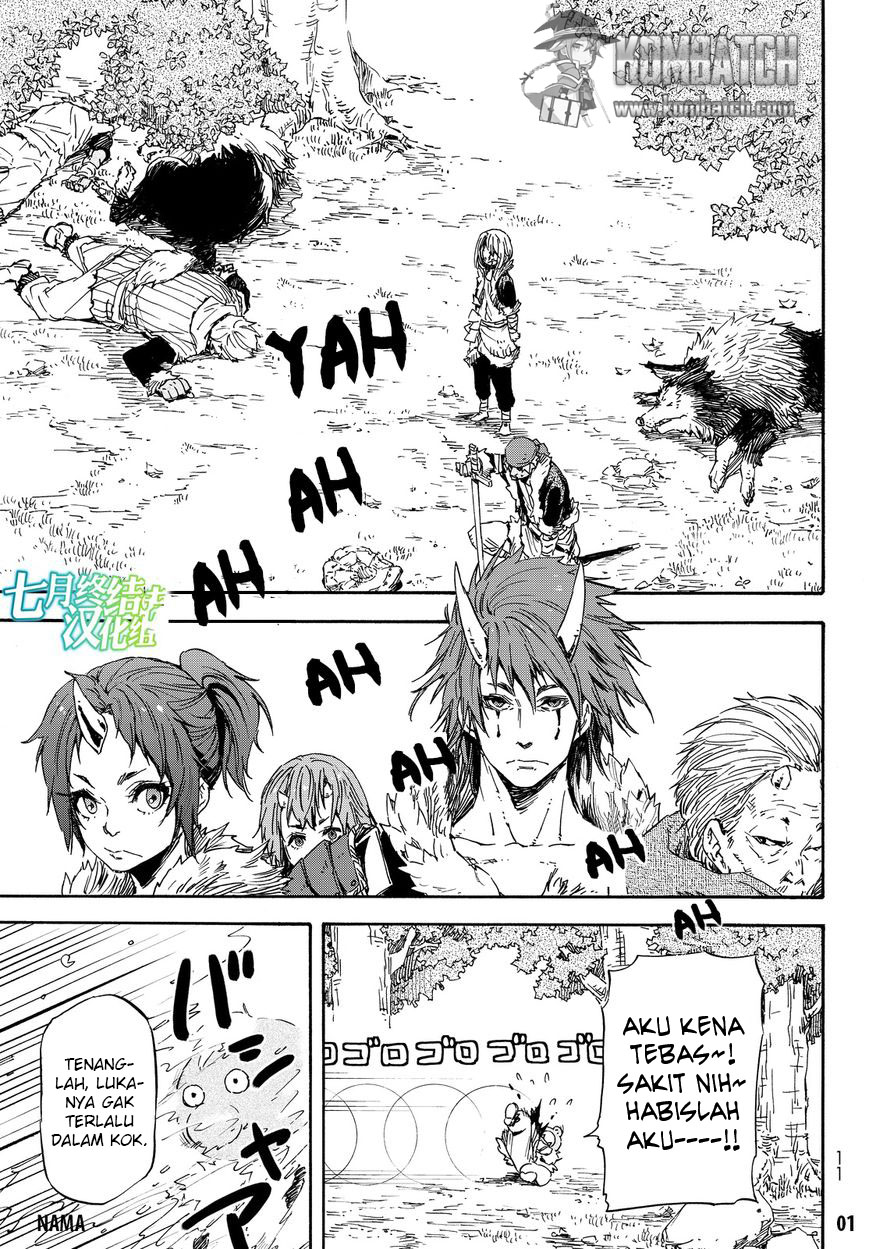 KOMBATCH
www.kombatch.com
YAH
AH
AH
七月终结手
汉化组
AH
AH
AH
AH
AKU KENA
TEBAS~!
SAKIT NIH~
HABISLAH
AKU----!!
ゴロゴロゴロゴロ
バシャア
TENANG-
LAH, LUKA-
NYA GAK
TERLALU
DALAM KOK.
11
NAMA
01